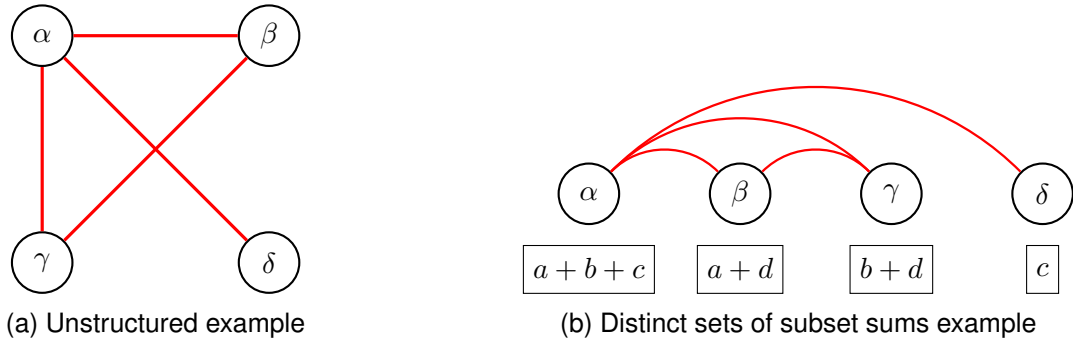 α β
γ δ
(a) Unstructured example
α β γ δ
a + b + c a + d b + d c
(b) Distinct sets of subset sums example